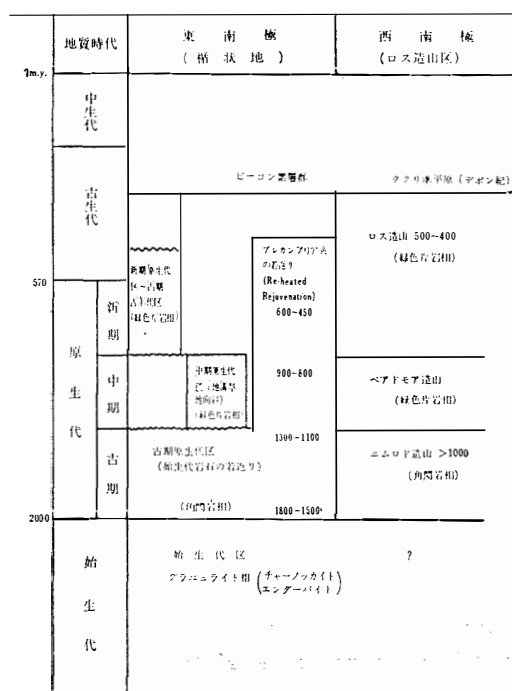 地質時代
東南極
(楯状地)
西南極
(ロス造山区)
m.y.
中生代
古生代
570
原生代
新期
中期
古期
2000
始生代
ビーコン累層群
(デボン紀)
新期原生代
区~古期
古生代区
(緑色片岩相)
プレカンブリア
の若返り
(Re-heated
Rejuvenation)
600~450
ロス造山 500~400
(緑色片岩相)
中期原生代
(緑色片岩相)
900~800
ベアドモア造山
(緑色片岩相)
1300~1100
古期原生代区
(始生代岩石の若返り)
(角閃岩相)
1800~1500
ニムロド造山 >1000
(角閃岩相)
始生代区
?
グラニュライト相
(チャーノッカイト)
(エンダーバイト)